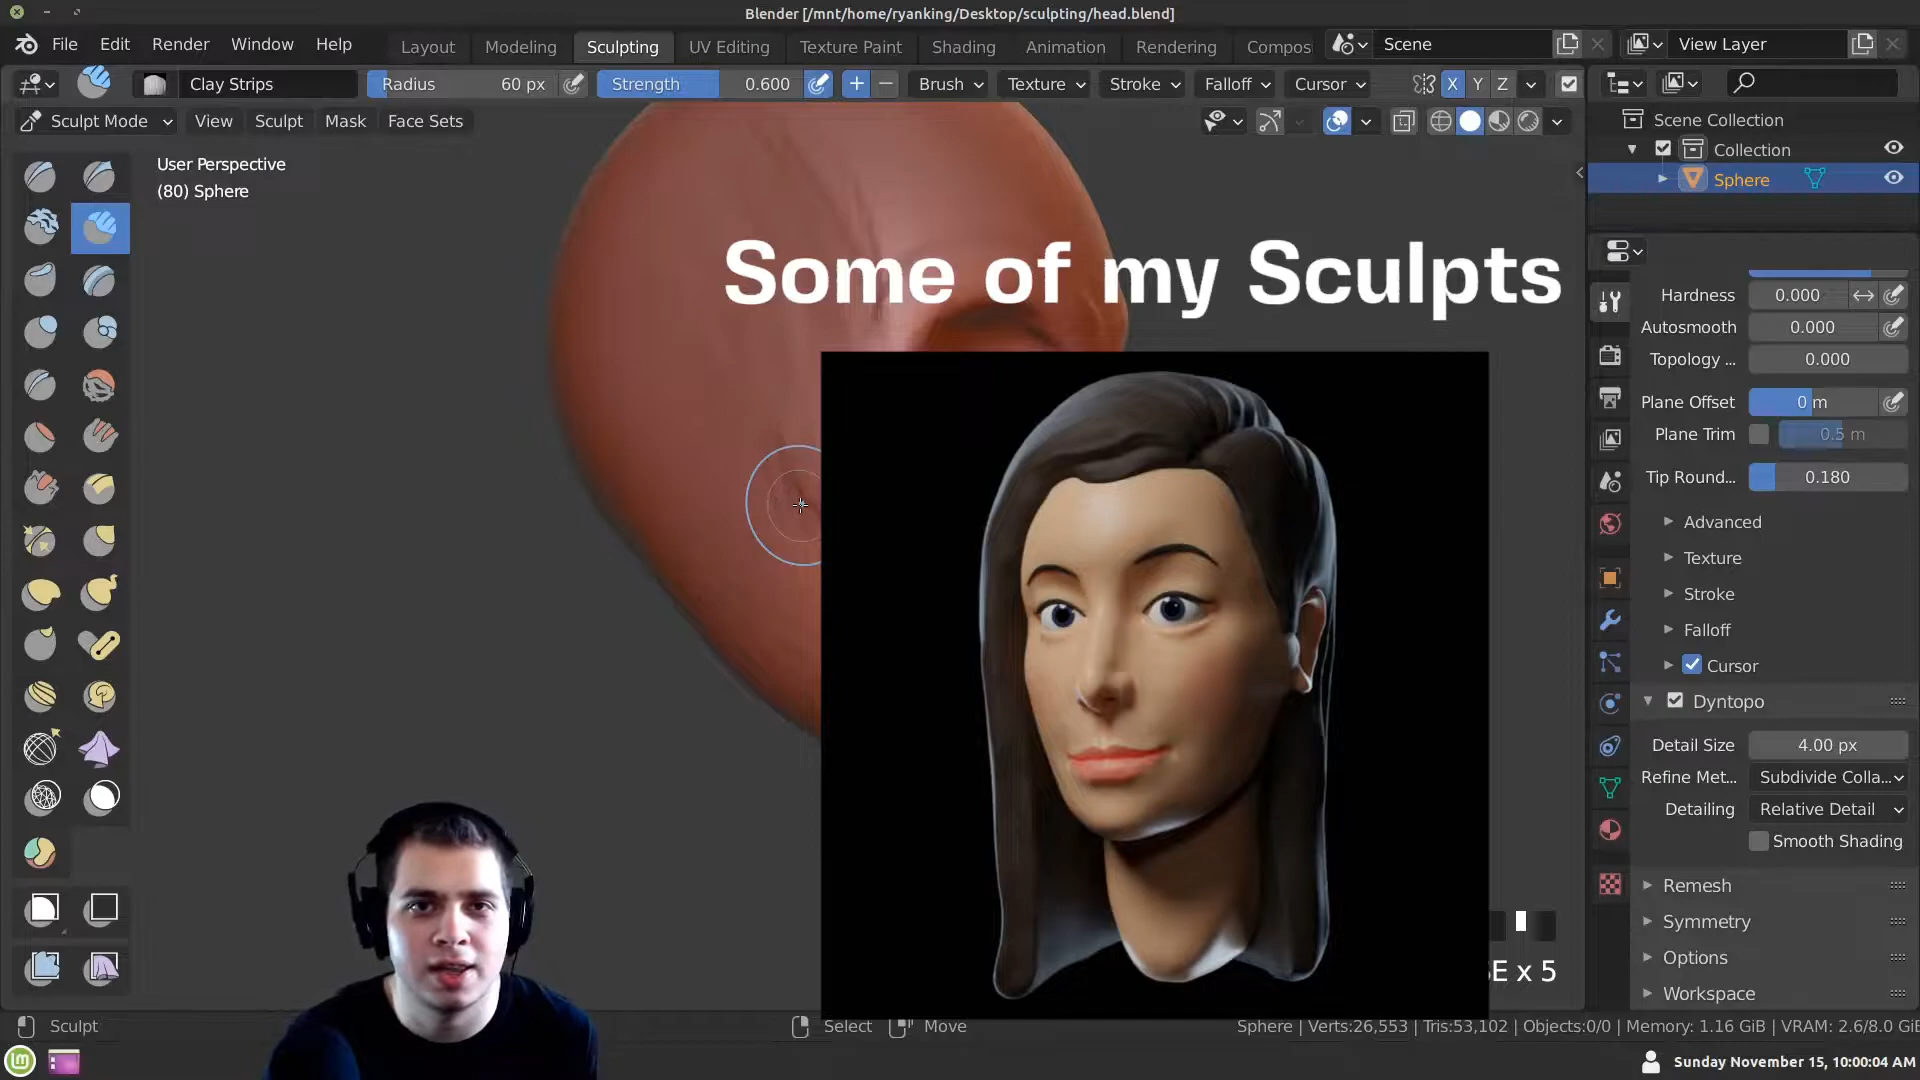 Blender [/mnt/home/ryanking/Desktop/sculpting/head.blend]
File Edit Render Window Help Layout Modeling Sculpting UV Editing Texture Paint Shading Animation Rendering Compos Scene View Layer
Clay Strips Radius 60 px Strength 0.600 Brush Texture Stroke Falloff Cursor X Y Z
Sculpt Mode View Sculpt Mask Face Sets
Scene Collection
Collection
Sphere
User Perspective
(80) Sphere
Some of my Sculpts
Hardness 0.000
Autosmooth 0.000
Topology ... 0.000
Plane Offset 0 m
Plane Trim 0.5 m
Tip Round... 0.180
Advanced
Texture
Stroke
Falloff
Cursor
Dyntopo
Detail Size 4.00 px
Refine Met... Subdivide Colla...
Detailing Relative Detail
Smooth Shading
Remesh
Symmetry
Options
Workspace
E x 5
Sculpt Select Move Sphere | Verts:26,553 | Tris:53,102 | Objects:0/0 | Memory: 1.16 GiB | VRAM: 2.6/8.0 G
Sunday November 15, 10:00:04 AM